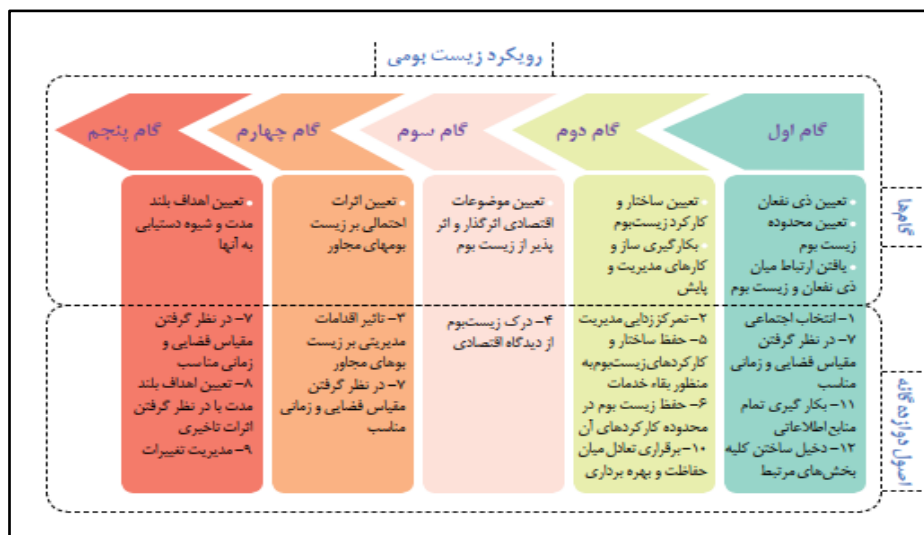 رویکرد زیست بومی
گام اول
گام دوم
گام سوم
گام چهارم
گام پنجم
گام‌ها
تعیین ذی نفعان
تعیین محدوده
زیست بوم
یافتن ارتباط میان
ذی نفعان و زیست بوم
تعیین ساختار و
کارکرد زیست‌بوم
بکارگیری ساز و
کارهای مدیریت و
پایش
تعیین موضوعات
اقتصادی اثرگذار و اثر
پذیر از زیست بوم
تعیین اثرات
احتمالی بر زیست
بومهای مجاور
تعیین اهداف بلند
مدت و شیوه دستیابی
به آنها
اصول دوازده گانه
۱- انتخاب اجتماعی
۷- در نظر گرفتن
مقیاس فضایی و زمانی
مناسب
۱۱- بکار گیری تمام
منابع اطلاعاتی
۱۲- دخیل ساختن کلیه
بخش‌های مرتبط
۲- تمرکززدایی مدیریت
۵- حفظ ساختار و
کارکردهای زیست‌بوم به
منظور بقاء خدمات
۶- حفظ زیست بوم در
محدوده کارکردهای آن
۱۰- برقراری تعادل میان
حفاظت و بهره برداری
۴- درک زیست‌بوم
از دیدگاه اقتصادی
۳- تاثیر اقدامات
مدیریتی بر زیست
بوهای مجاور
۷- در نظر گرفتن
مقیاس فضایی و زمانی
مناسب
۷- در نظر گرفتن
مقیاس فضایی و
زمانی مناسب
۸- تعیین اهداف بلند
مدت با در نظر گرفتن
اثرات تاخیری
۹- مدیریت تغییرات